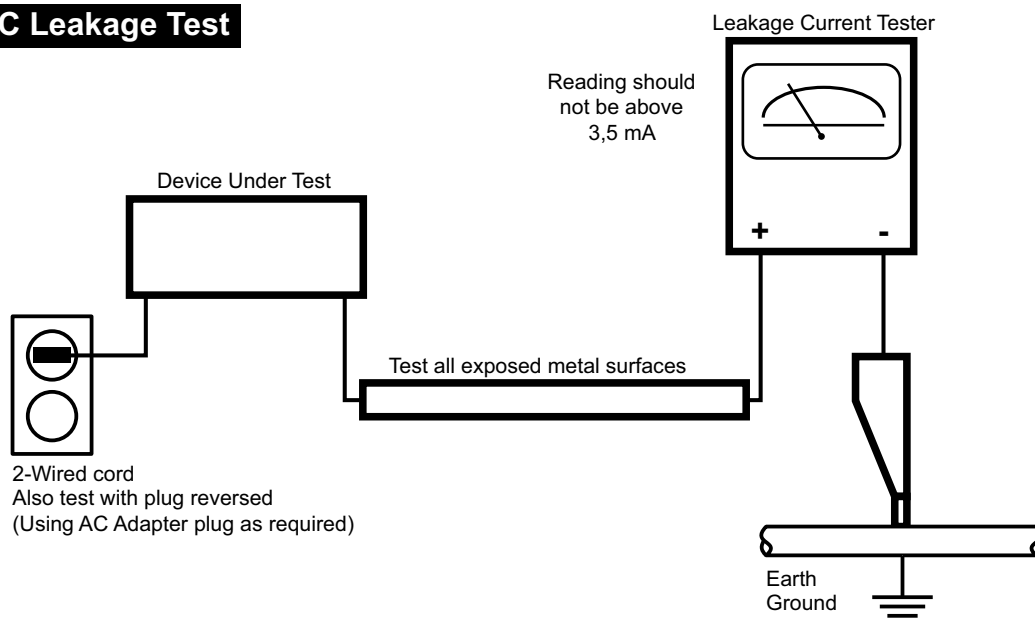 C Leakage Test
Leakage Current Tester
Reading should
not be above
3,5 mA
Device Under Test
+ -
Test all exposed metal surfaces
2-Wired cord
Also test with plug reversed
(Using AC Adapter plug as required)
Earth
Ground